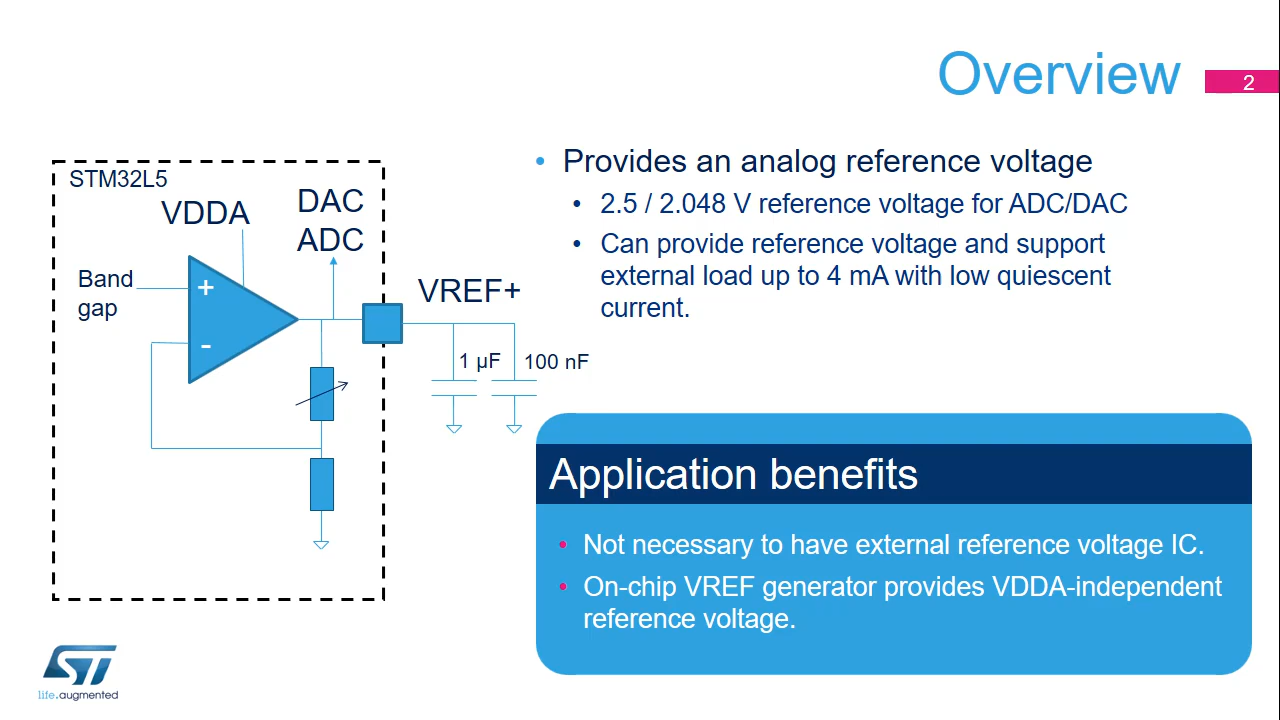 Overview
2
STM32L5
VDDA
DAC
ADC
Band
gap
+
-
VREF+
1 µF
100 nF
• Provides an analog reference voltage
• 2.5 / 2.048 V reference voltage for ADC/DAC
• Can provide reference voltage and support
external load up to 4 mA with low quiescent
current.
Application benefits
• Not necessary to have external reference voltage IC.
• On-chip VREF generator provides VDDA-independent
reference voltage.
ST
life.augmented